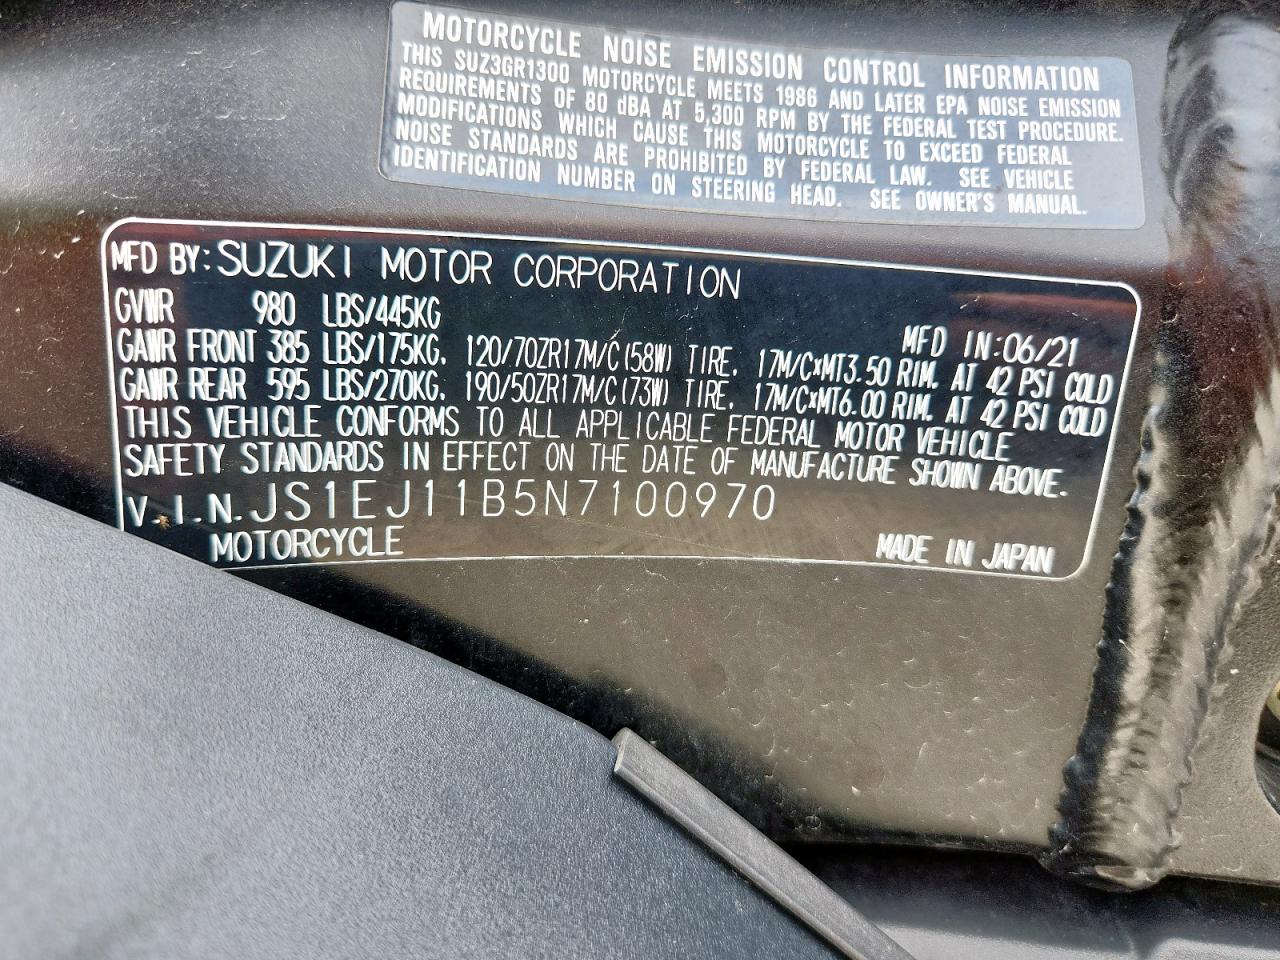 MOTORCYCLE NOISE EMISSION CONTROL INFORMATION
THIS SUZ3GR1300 MOTORCYCLE MEETS 1986 AND LATER EPA NOISE EMISSION
REQUIREMENTS OF 80 dBA AT 5,300 RPM BY THE FEDERAL TEST PROCEDURE.
MODIFICATIONS WHICH CAUSE THIS MOTORCYCLE TO EXCEED FEDERAL
NOISE STANDARDS ARE PROHIBITED BY FEDERAL LAW. SEE VEHICLE
IDENTIFICATION NUMBER ON STEERING HEAD. SEE OWNER'S MANUAL.
MFD BY: SUZUKI MOTOR CORPORATION
GVWR 980 LBS/445KG MFD IN:06/21
GAWR FRONT 385 LBS/175KG, 120/70ZR17M/C(58W) TIRE, 17M/C×MT3.50 RIM, AT 42 PSI COLD
GAWR REAR 595 LBS/270KG, 190/50ZR17M/C(73W) TIRE, 17M/C×MT6.00 RIM, AT 42 PSI COLD
THIS VEHICLE CONFORMS TO ALL APPLICABLE FEDERAL MOTOR VEHICLE
SAFETY STANDARDS IN EFFECT ON THE DATE OF MANUFACTURE SHOWN ABOVE.
V.I.N. JS1EJ11B5N7100970
MOTORCYCLE MADE IN JAPAN